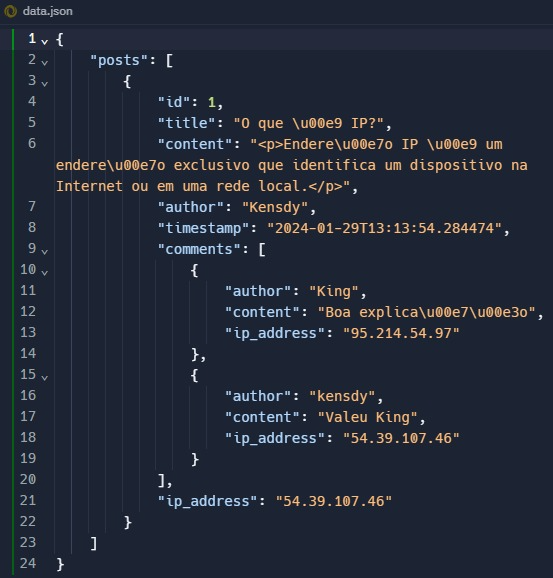 data.json
1 {
2 "posts": [
3 {
4 "id": 1,
5 "title": "O que \u00e9 IP?",
6 "content": "<p>Endere\u00e7o IP \u00e9 um
endere\u00e7o exclusivo que identifica um dispositivo na
Internet ou em uma rede local.</p>",
7 "author": "Kensdy",
8 "timestamp": "2024-01-29T13:13:54.284474",
9 "comments": [
10 {
11 "author": "King",
12 "content": "Boa explica\u00e7\u00e3o",
13 "ip_address": "95.214.54.97"
14 },
15 {
16 "author": "kensdy",
17 "content": "Valeu King",
18 "ip_address": "54.39.107.46"
19 }
20 ],
21 "ip_address": "54.39.107.46"
22 }
23 ]
24 }